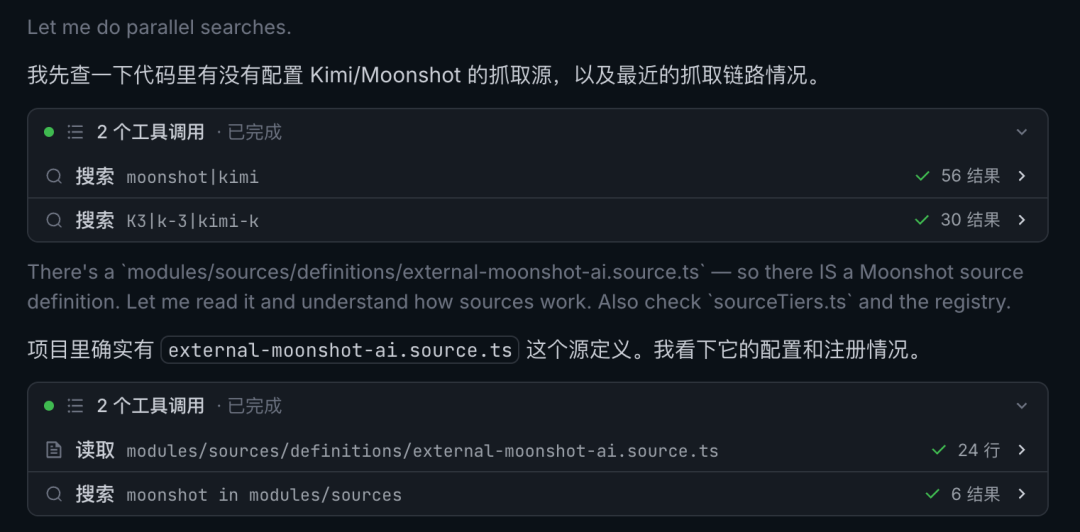 Let me do parallel searches.
我先查一下代码里有没有配置 Kimi/Moonshot 的抓取源，以及最近的抓取链路情况。
2 个工具调用 · 已完成
搜索 moonshot|kimi 56 结果
搜索 K3|k-3|kimi-k 30 结果
There's a `modules/sources/definitions/external-moonshot-ai.source.ts` — so there IS a Moonshot source
definition. Let me read it and understand how sources work. Also check `sourceTiers.ts` and the registry.
项目里确实有 external-moonshot-ai.source.ts 这个源定义。我看下它的配置和注册情况。
2 个工具调用 · 已完成
读取 modules/sources/definitions/external-moonshot-ai.source.ts 24 行
搜索 moonshot in modules/sources 6 结果